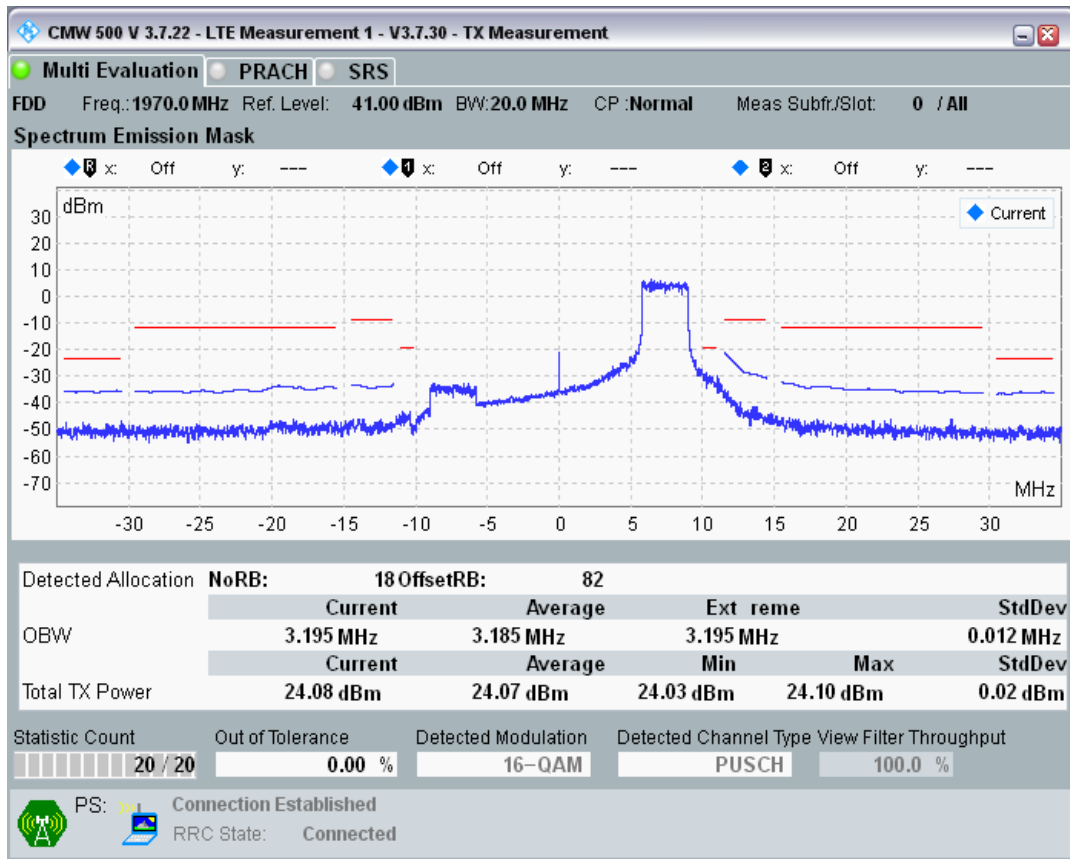 CMW 500 V 3.7.22 - LTE Measurement 1 - V3.7.30 - TX Measurement
Multi Evaluation PRACH SRS
FDD Freq.: 1970.0 MHz Ref. Level: 41.00 dBm BW: 20.0 MHz CP : Normal Meas Subfr./Slot: 0 / All
Spectrum Emission Mask
R x: Off y: --- 1 x: Off y: --- 2 x: Off y: ---
dBm
Current
30
20
10
0
-10
-20
-30
-40
-50
-60
-70
MHz
-30 -25 -20 -15 -10 -5 0 5 10 15 20 25 30
Detected Allocation NoRB: 18 OffsetRB: 82
Current Average Ext reme StdDev
OBW 3.195 MHz 3.185 MHz 3.195 MHz 0.012 MHz
Current Average Min Max StdDev
Total TX Power 24.08 dBm 24.07 dBm 24.03 dBm 24.10 dBm 0.02 dBm
Statistic Count Out of Tolerance Detected Modulation Detected Channel Type View Filter Throughput
20 / 20 0.00 % 16-QAM PUSCH 100.0 %
PS: Connection Established
RRC State: Connected